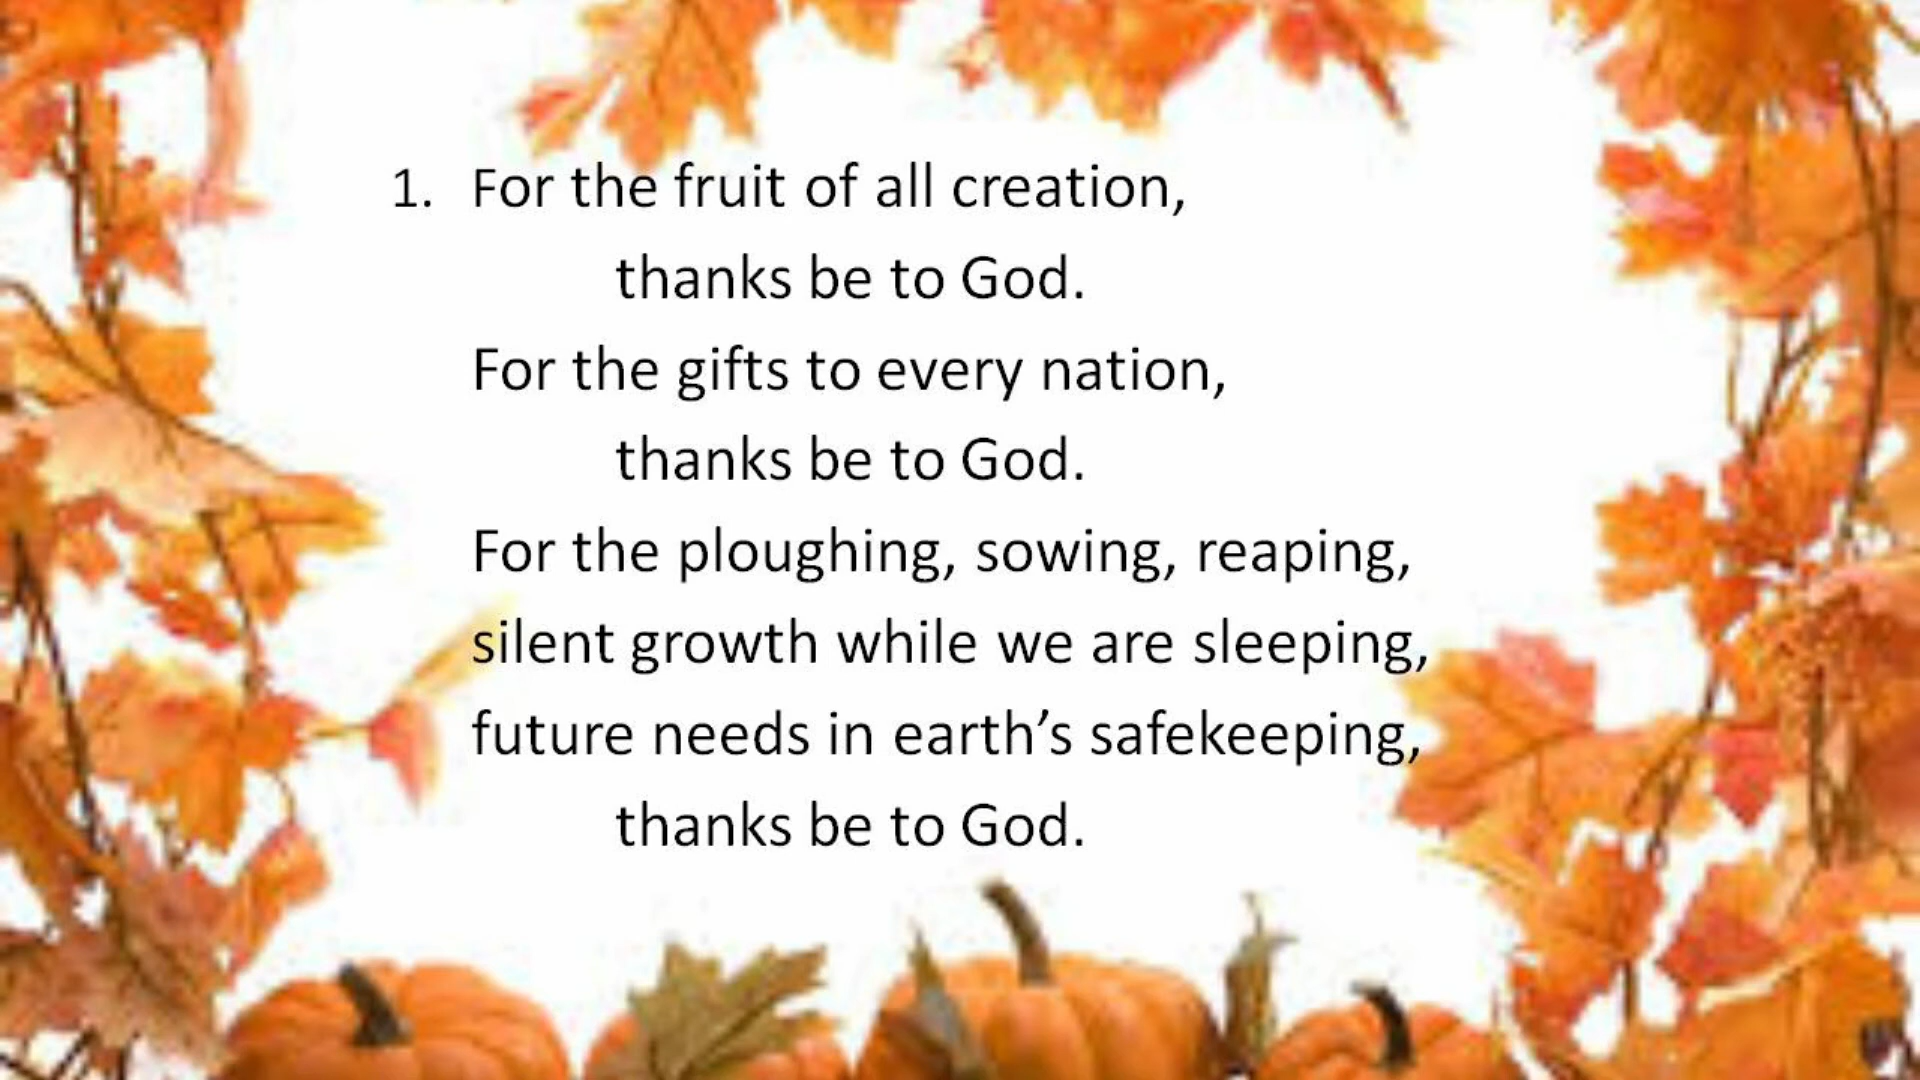 1. For the fruit of all creation,
thanks be to God.
For the gifts to every nation,
thanks be to God.
For the ploughing, sowing, reaping,
silent growth while we are sleeping,
future needs in earth’s safekeeping,
thanks be to God.